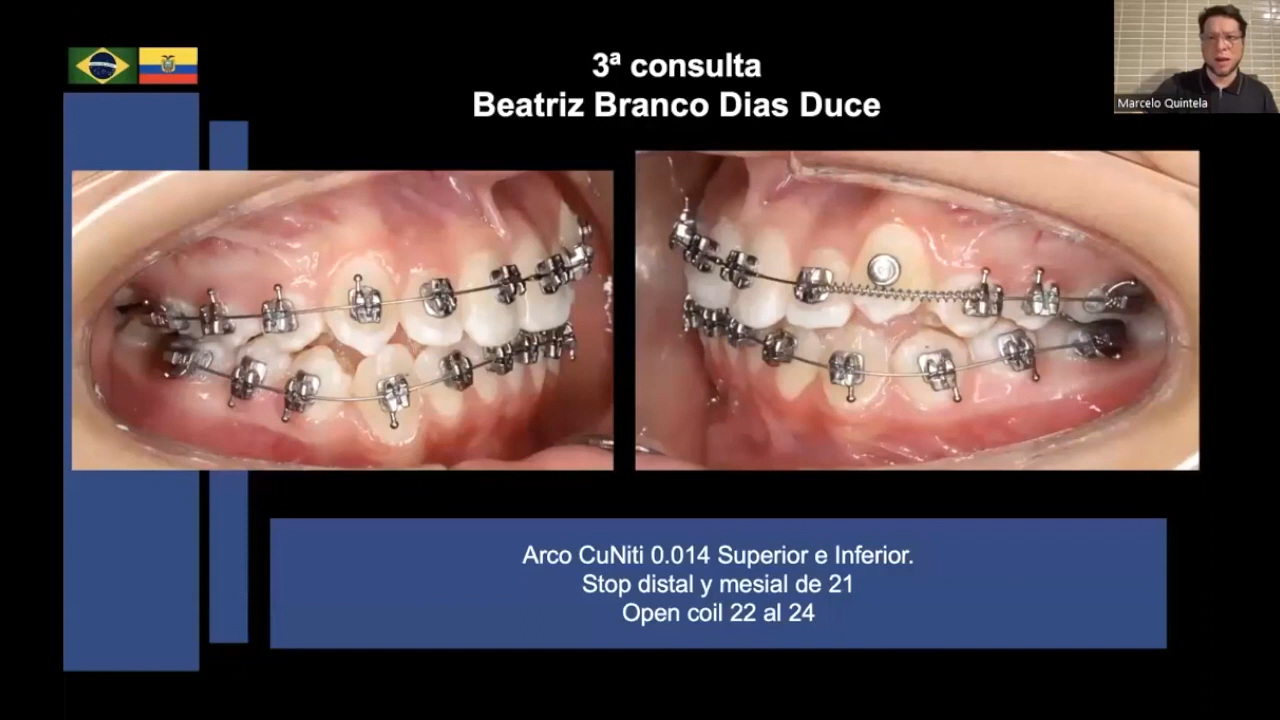 3ª consulta
Beatriz Branco Dias Duce
Marcelo Quintela
Arco CuNiti 0.014 Superior e Inferior.
Stop distal y mesial de 21
Open coil 22 al 24